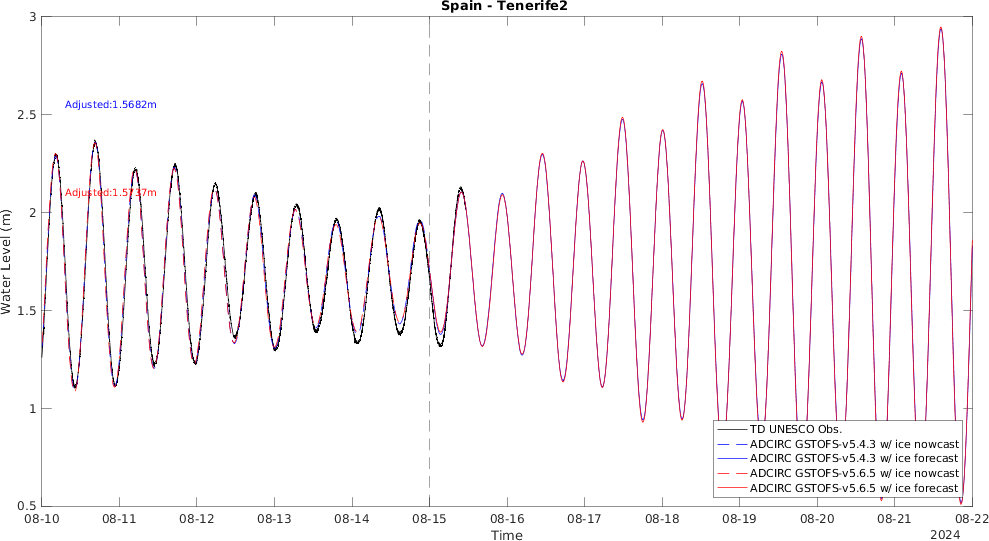 Spain - Tenerife2
3
2.5
2
1.5
1
0.5
Water Level (m)
Adjusted:1.5682m
Adjusted:1.5737m
TD UNESCO Obs.
ADCIRC GSTOFS-v5.4.3 w/ ice nowcast
ADCIRC GSTOFS-v5.4.3 w/ ice forecast
ADCIRC GSTOFS-v5.6.5 w/ ice nowcast
ADCIRC GSTOFS-v5.6.5 w/ ice forecast
08-10 08-11 08-12 08-13 08-14 08-15 08-16 08-17 08-18 08-19 08-20 08-21 08-22
Time
2024